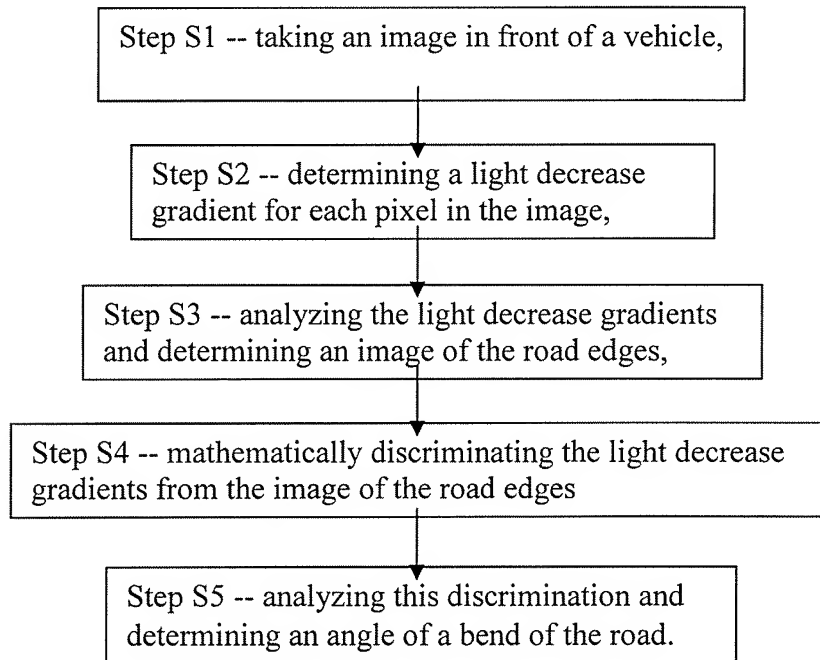 Step S1 -- taking an image in front of a vehicle,
Step S2 -- determining a light decrease
gradient for each pixel in the image,
Step S3 -- analyzing the light decrease gradients
and determining an image of the road edges,
Step S4 -- mathematically discriminating the light decrease
gradients from the image of the road edges
Step S5 -- analyzing this discrimination and
determining an angle of a bend of the road.